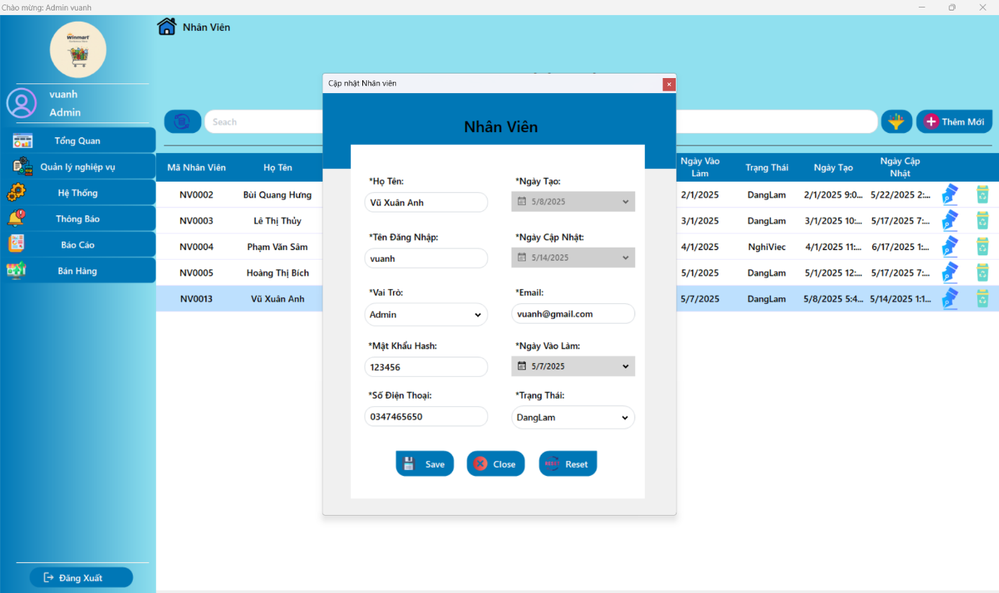 Chào mừng: Admin vuanh
Winmart
Nhân Viên
vuanh
Admin
Seach
Thêm Mới
Tổng Quan
Quản lý nghiệp vụ
Hệ Thống
Thông Báo
Báo Cáo
Bán Hàng
Đăng Xuất
Mã Nhân Viên Họ Tên Ngày Vào Làm Trạng Thái Ngày Tạo Ngày Cập Nhật
NV0002 Bùi Quang Hưng 2/1/2025 DangLam 2/1/2025 9:0... 5/22/2025 2:...
NV0003 Lê Thị Thủy 3/1/2025 DangLam 3/1/2025 10:... 5/17/2025 7:...
NV0004 Phạm Văn Sâm 4/1/2025 NghiViec 4/1/2025 11:... 6/17/2025 1:...
NV0005 Hoàng Thị Bích 5/1/2025 DangLam 5/1/2025 12:... 5/17/2025 7:...
NV0013 Vũ Xuân Anh 5/7/2025 DangLam 5/8/2025 5:4... 5/14/2025 1:1...
Cập nhật Nhân viên
Nhân Viên
*Họ Tên: *Ngày Tạo:
Vũ Xuân Anh 5/8/2025
*Tên Đăng Nhập: *Ngày Cập Nhật:
vuanh 5/14/2025
*Vai Trò: *Email:
Admin vuanh@gmail.com
*Mật Khẩu Hash: *Ngày Vào Làm:
123456 5/7/2025
*Số Điện Thoại: *Trạng Thái:
0347465650 DangLam
Save Close RESET Reset